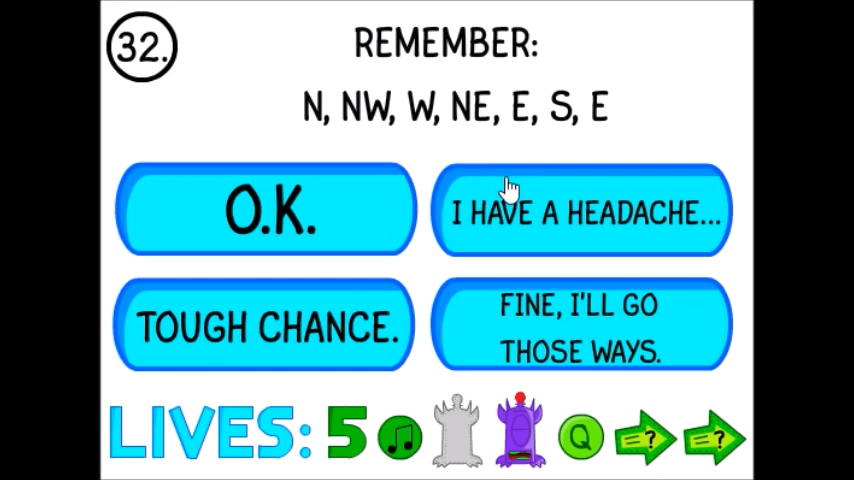 32.
REMEMBER:
N, NW, W, NE, E, S, E
O.K.
I HAVE A HEADACHE...
TOUGH CHANCE.
FINE, I'LL GO
THOSE WAYS.
LIVES: 5
Q
=?
=?